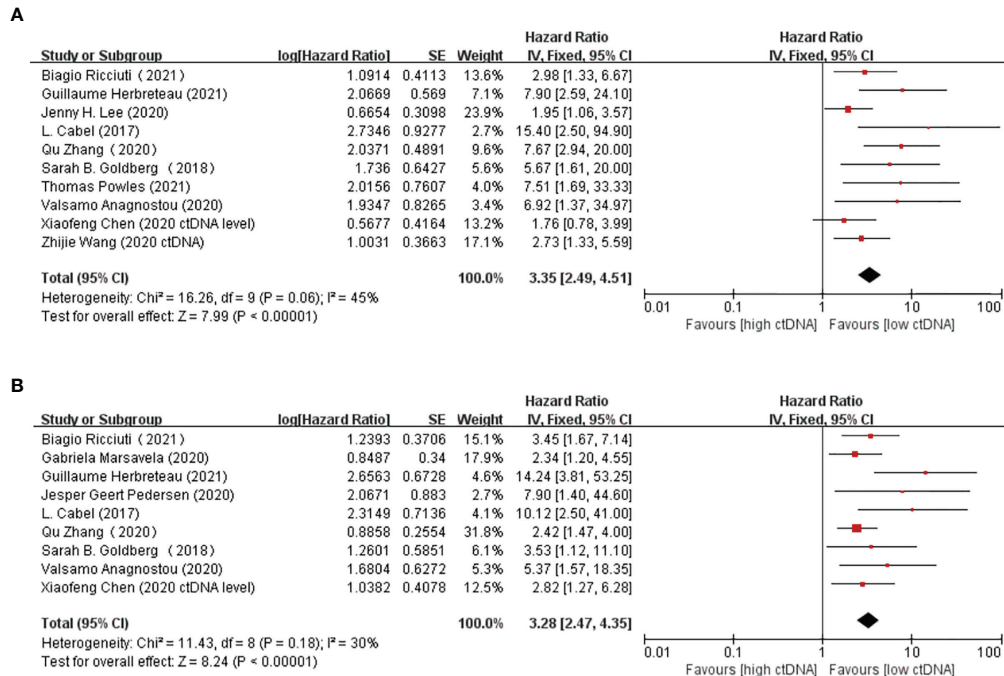 A
Hazard Ratio Hazard Ratio
Study or Subgroup log[Hazard Ratio] SE Weight IV, Fixed, 95% CI IV, Fixed, 95% CI
Biagio Ricciuti (2021) 1.0914 0.4113 13.6% 2.98 [1.33, 6.67]
Guillaume Herbreteau (2021) 2.0669 0.569 7.1% 7.90 [2.59, 24.10]
Jenny H. Lee (2020) 0.6654 0.3098 23.9% 1.95 [1.06, 3.57]
L. Cabel (2017) 2.7346 0.9277 2.7% 15.40 [2.50, 94.90]
Qu Zhang (2020) 2.0371 0.4891 9.6% 7.67 [2.94, 20.00]
Sarah B. Goldberg (2018) 1.736 0.6427 5.6% 5.67 [1.61, 20.00]
Thomas Powles (2021) 2.0156 0.7607 4.0% 7.51 [1.69, 33.33]
Valsamo Anagnostou (2020) 1.9347 0.8265 3.4% 6.92 [1.37, 34.97]
Xiaofeng Chen (2020 ctDNA level) 0.5677 0.4164 13.2% 1.76 [0.78, 3.99]
Zhijie Wang (2020 ctDNA) 1.0031 0.3663 17.1% 2.73 [1.33, 5.59]
Total (95% CI) 100.0% 3.35 [2.49, 4.51]
Heterogeneity: Chi² = 16.26, df = 9 (P = 0.06); I² = 45%
Test for overall effect: Z = 7.99 (P < 0.00001)
0.01 0.1 1 10 100
Favours [high ctDNA] Favours [low ctDNA]
B
Hazard Ratio Hazard Ratio
Study or Subgroup log[Hazard Ratio] SE Weight IV, Fixed, 95% CI IV, Fixed, 95% CI
Biagio Ricciuti (2021) 1.2393 0.3706 15.1% 3.45 [1.67, 7.14]
Gabriela Marsavela (2020) 0.8487 0.34 17.9% 2.34 [1.20, 4.55]
Guillaume Herbreteau (2021) 2.6563 0.6728 4.6% 14.24 [3.81, 53.25]
Jesper Geert Pedersen (2020) 2.0671 0.883 2.7% 7.90 [1.40, 44.60]
L. Cabel (2017) 2.3149 0.7136 4.1% 10.12 [2.50, 41.00]
Qu Zhang (2020) 0.8858 0.2554 31.8% 2.42 [1.47, 4.00]
Sarah B. Goldberg (2018) 1.2601 0.5851 6.1% 3.53 [1.12, 11.10]
Valsamo Anagnostou (2020) 1.6804 0.6272 5.3% 5.37 [1.57, 18.35]
Xiaofeng Chen (2020 ctDNA level) 1.0382 0.4078 12.5% 2.82 [1.27, 6.28]
Total (95% CI) 100.0% 3.28 [2.47, 4.35]
Heterogeneity: Chi² = 11.43, df = 8 (P = 0.18); I² = 30%
Test for overall effect: Z = 8.24 (P < 0.00001)
0.01 0.1 1 10 100
Favours [high ctDNA] Favours [low ctDNA]